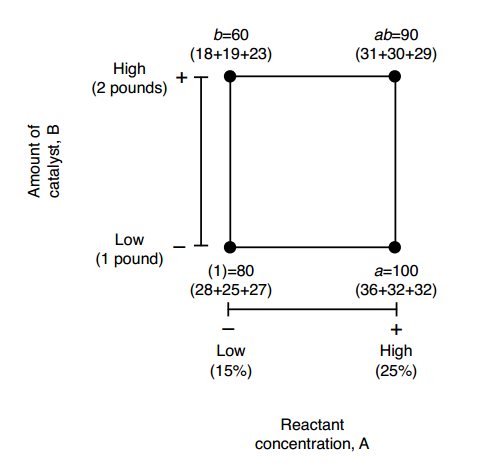 b=60
(18+19+23)
ab=90
(31+30+29)
High
(2 pounds)
+
Amount of
catalyst, B
Low
(1 pound)
−
(1)=80
(28+25+27)
a=100
(36+32+32)
−
Low
(15%)
+
High
(25%)
Reactant
concentration, A